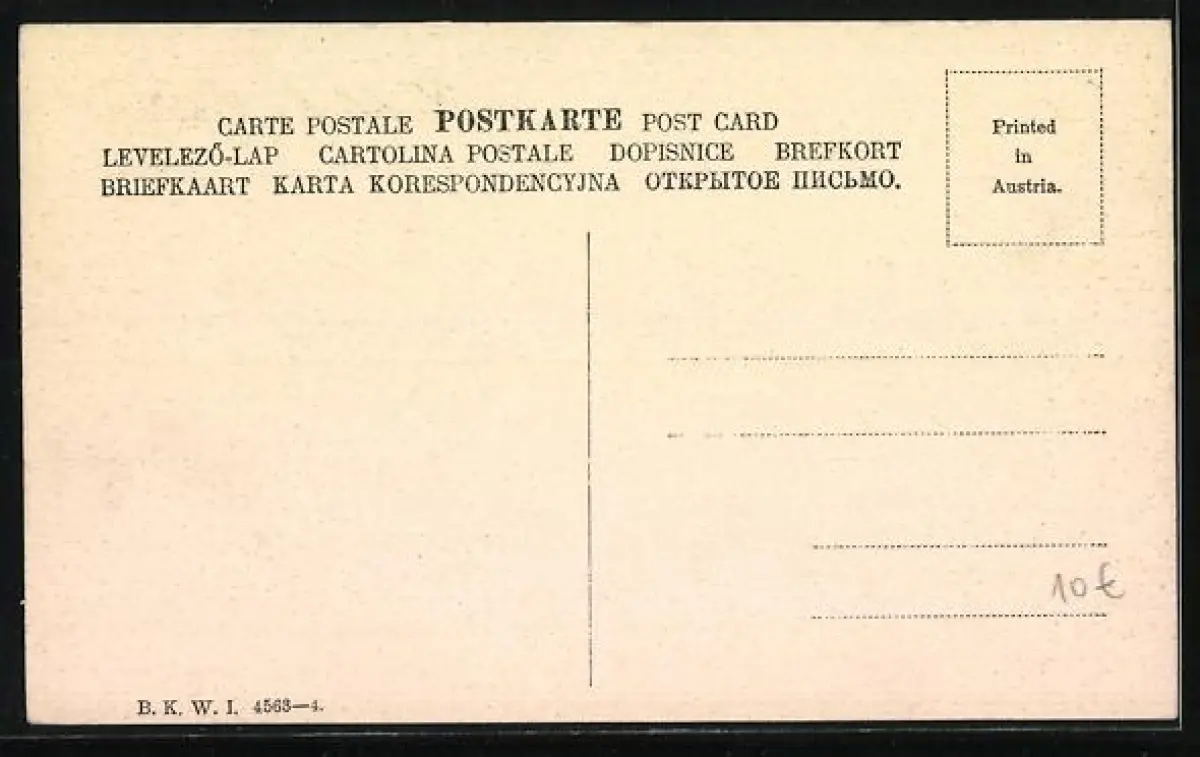 CARTE POSTALE POSTKARTE POST CARD
LEVELEZŐ-LAP CARTOLINA POSTALE DOPISNICE BREFKORT
BRIEFKAART KARTA KORESPONDENCYJNA ОТКРЫТОЕ ПИСЬМО.
Printed
in
Austria.
10€
B. K. W. I. 4563—4.